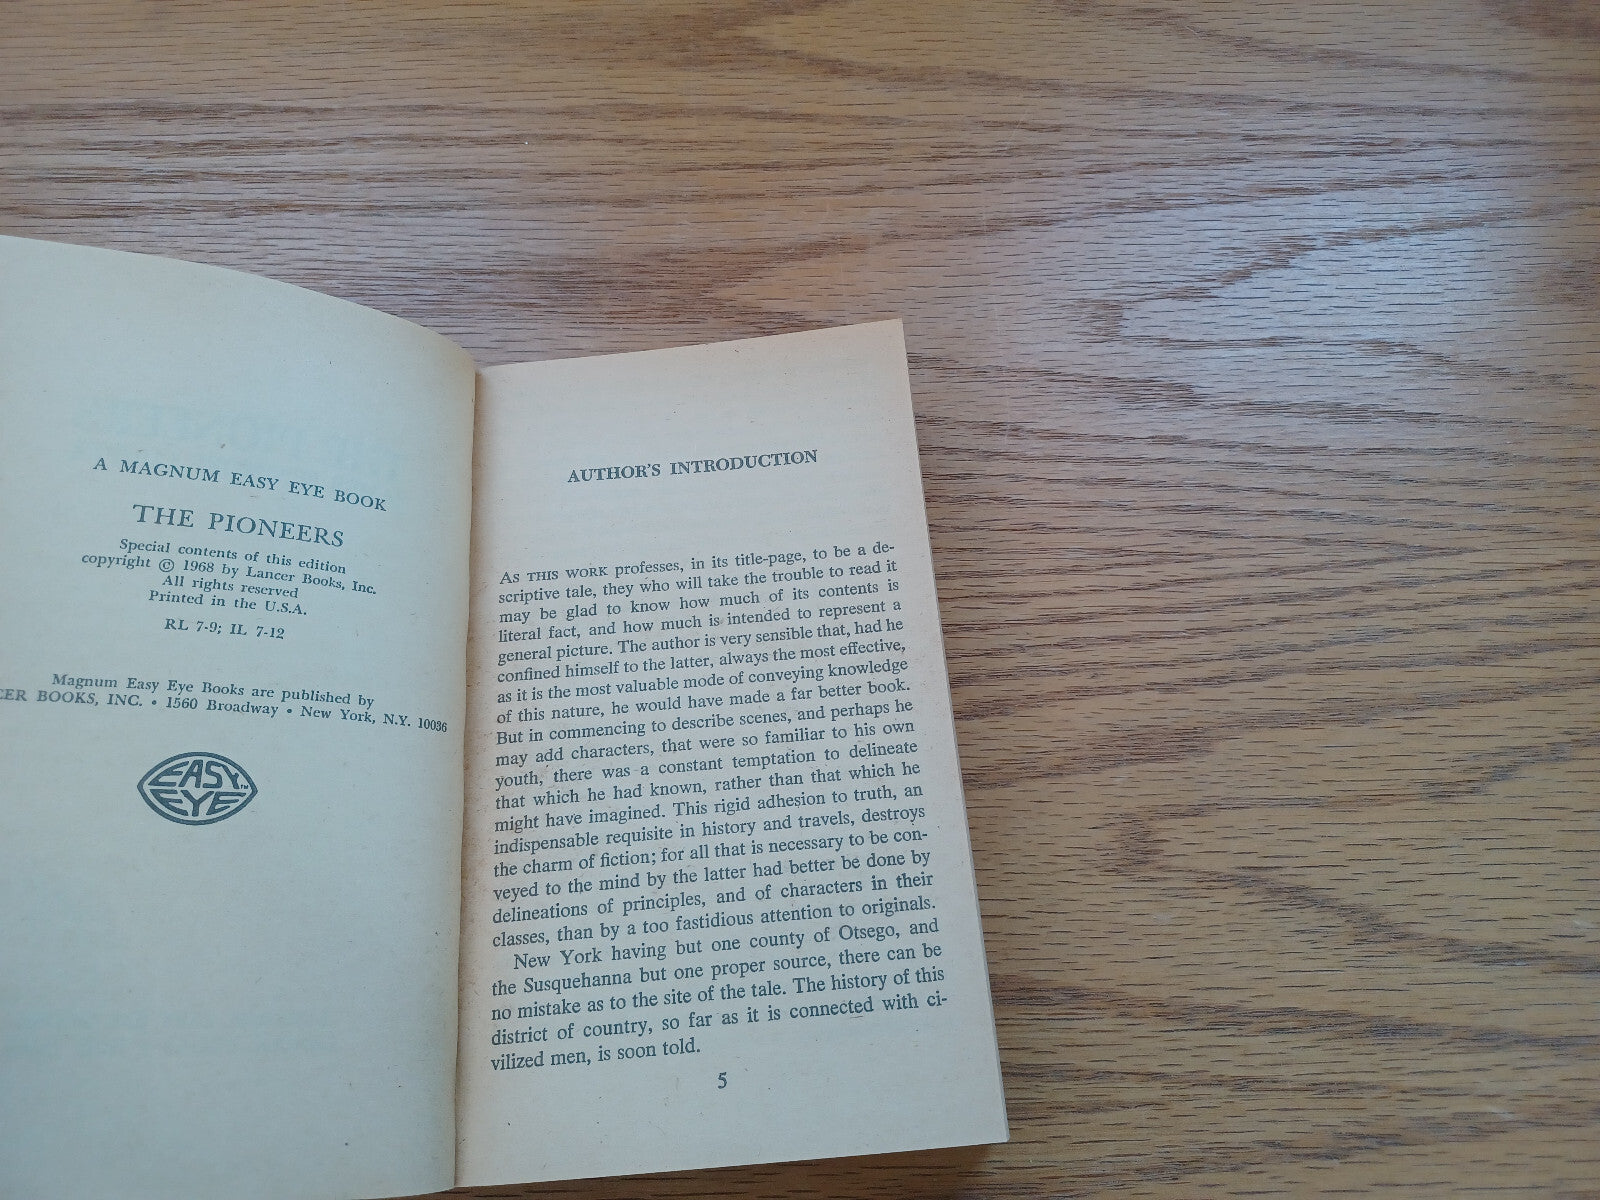 A MAGNUM EASY EYE BOOK
THE PIONEERS
Special contents of this edition
copyright © 1968 by Lancer Books, Inc.
All rights reserved
Printed in the U.S.A.
RL 7-9; IL 7-12
Magnum Easy Eye Books are published by
CER BOOKS, INC. • 1560 Broadway • New York, N.Y. 10036
EASY
EYE
TM
AUTHOR'S INTRODUCTION
As this work professes, in its title-page, to be a de-
scriptive tale, they who will take the trouble to read it
may be glad to know how much of its contents is
literal fact, and how much is intended to represent a
general picture. The author is very sensible that, had he
confined himself to the latter, always the most effective,
as it is the most valuable mode of conveying knowledge
of this nature, he would have made a far better book.
But in commencing to describe scenes, and perhaps he
may add characters, that were so familiar to his own
youth, there was a constant temptation to delineate
that which he had known, rather than that which he
might have imagined. This rigid adhesion to truth, an
indispensable requisite in history and travels, destroys
the charm of fiction; for all that is necessary to be con-
veyed to the mind by the latter had better be done by
delineations of principles, and of characters in their
classes, than by a too fastidious attention to originals.
New York having but one county of Otsego, and
the Susquehanna but one proper source, there can be
no mistake as to the site of the tale. The history of this
district of country, so far as it is connected with ci-
vilized men, is soon told.
5